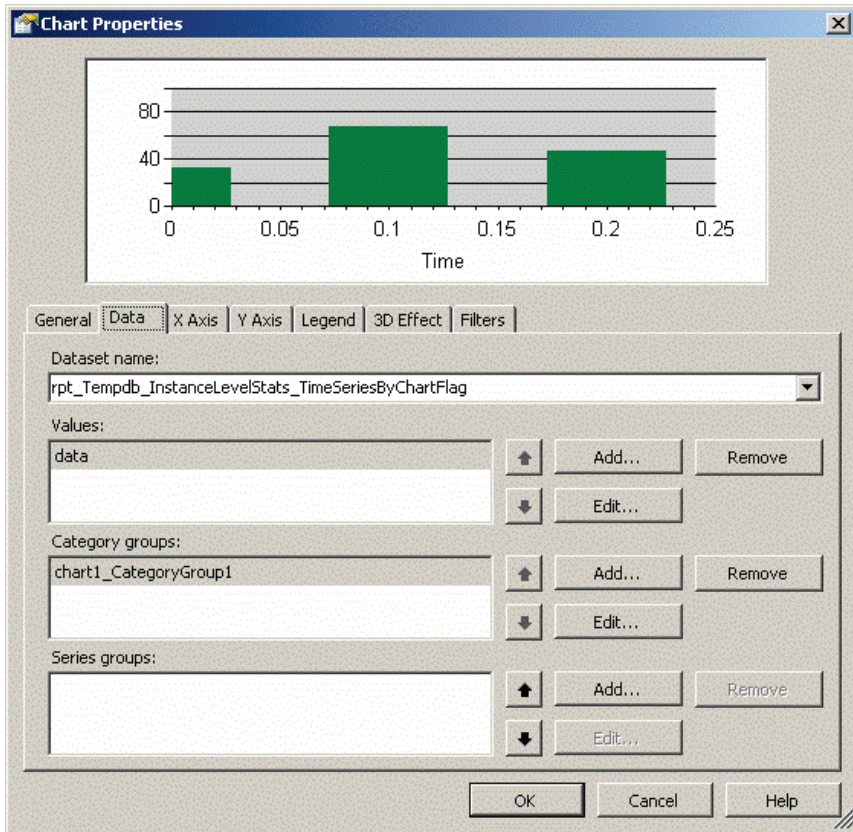 Chart Properties
80
40
0
0 0.05 0.1 0.15 0.2 0.25
Time
General Data X Axis Y Axis Legend 3D Effect Filters
Dataset name:
rpt_Tempdb_InstanceLevelStats_TimeSeriesByChartFlag
Values:
data Add... Remove
Edit...
Category groups:
chart1_CategoryGroup1 Add... Remove
Edit...
Series groups:
Add... Remove
Edit...
OK Cancel Help